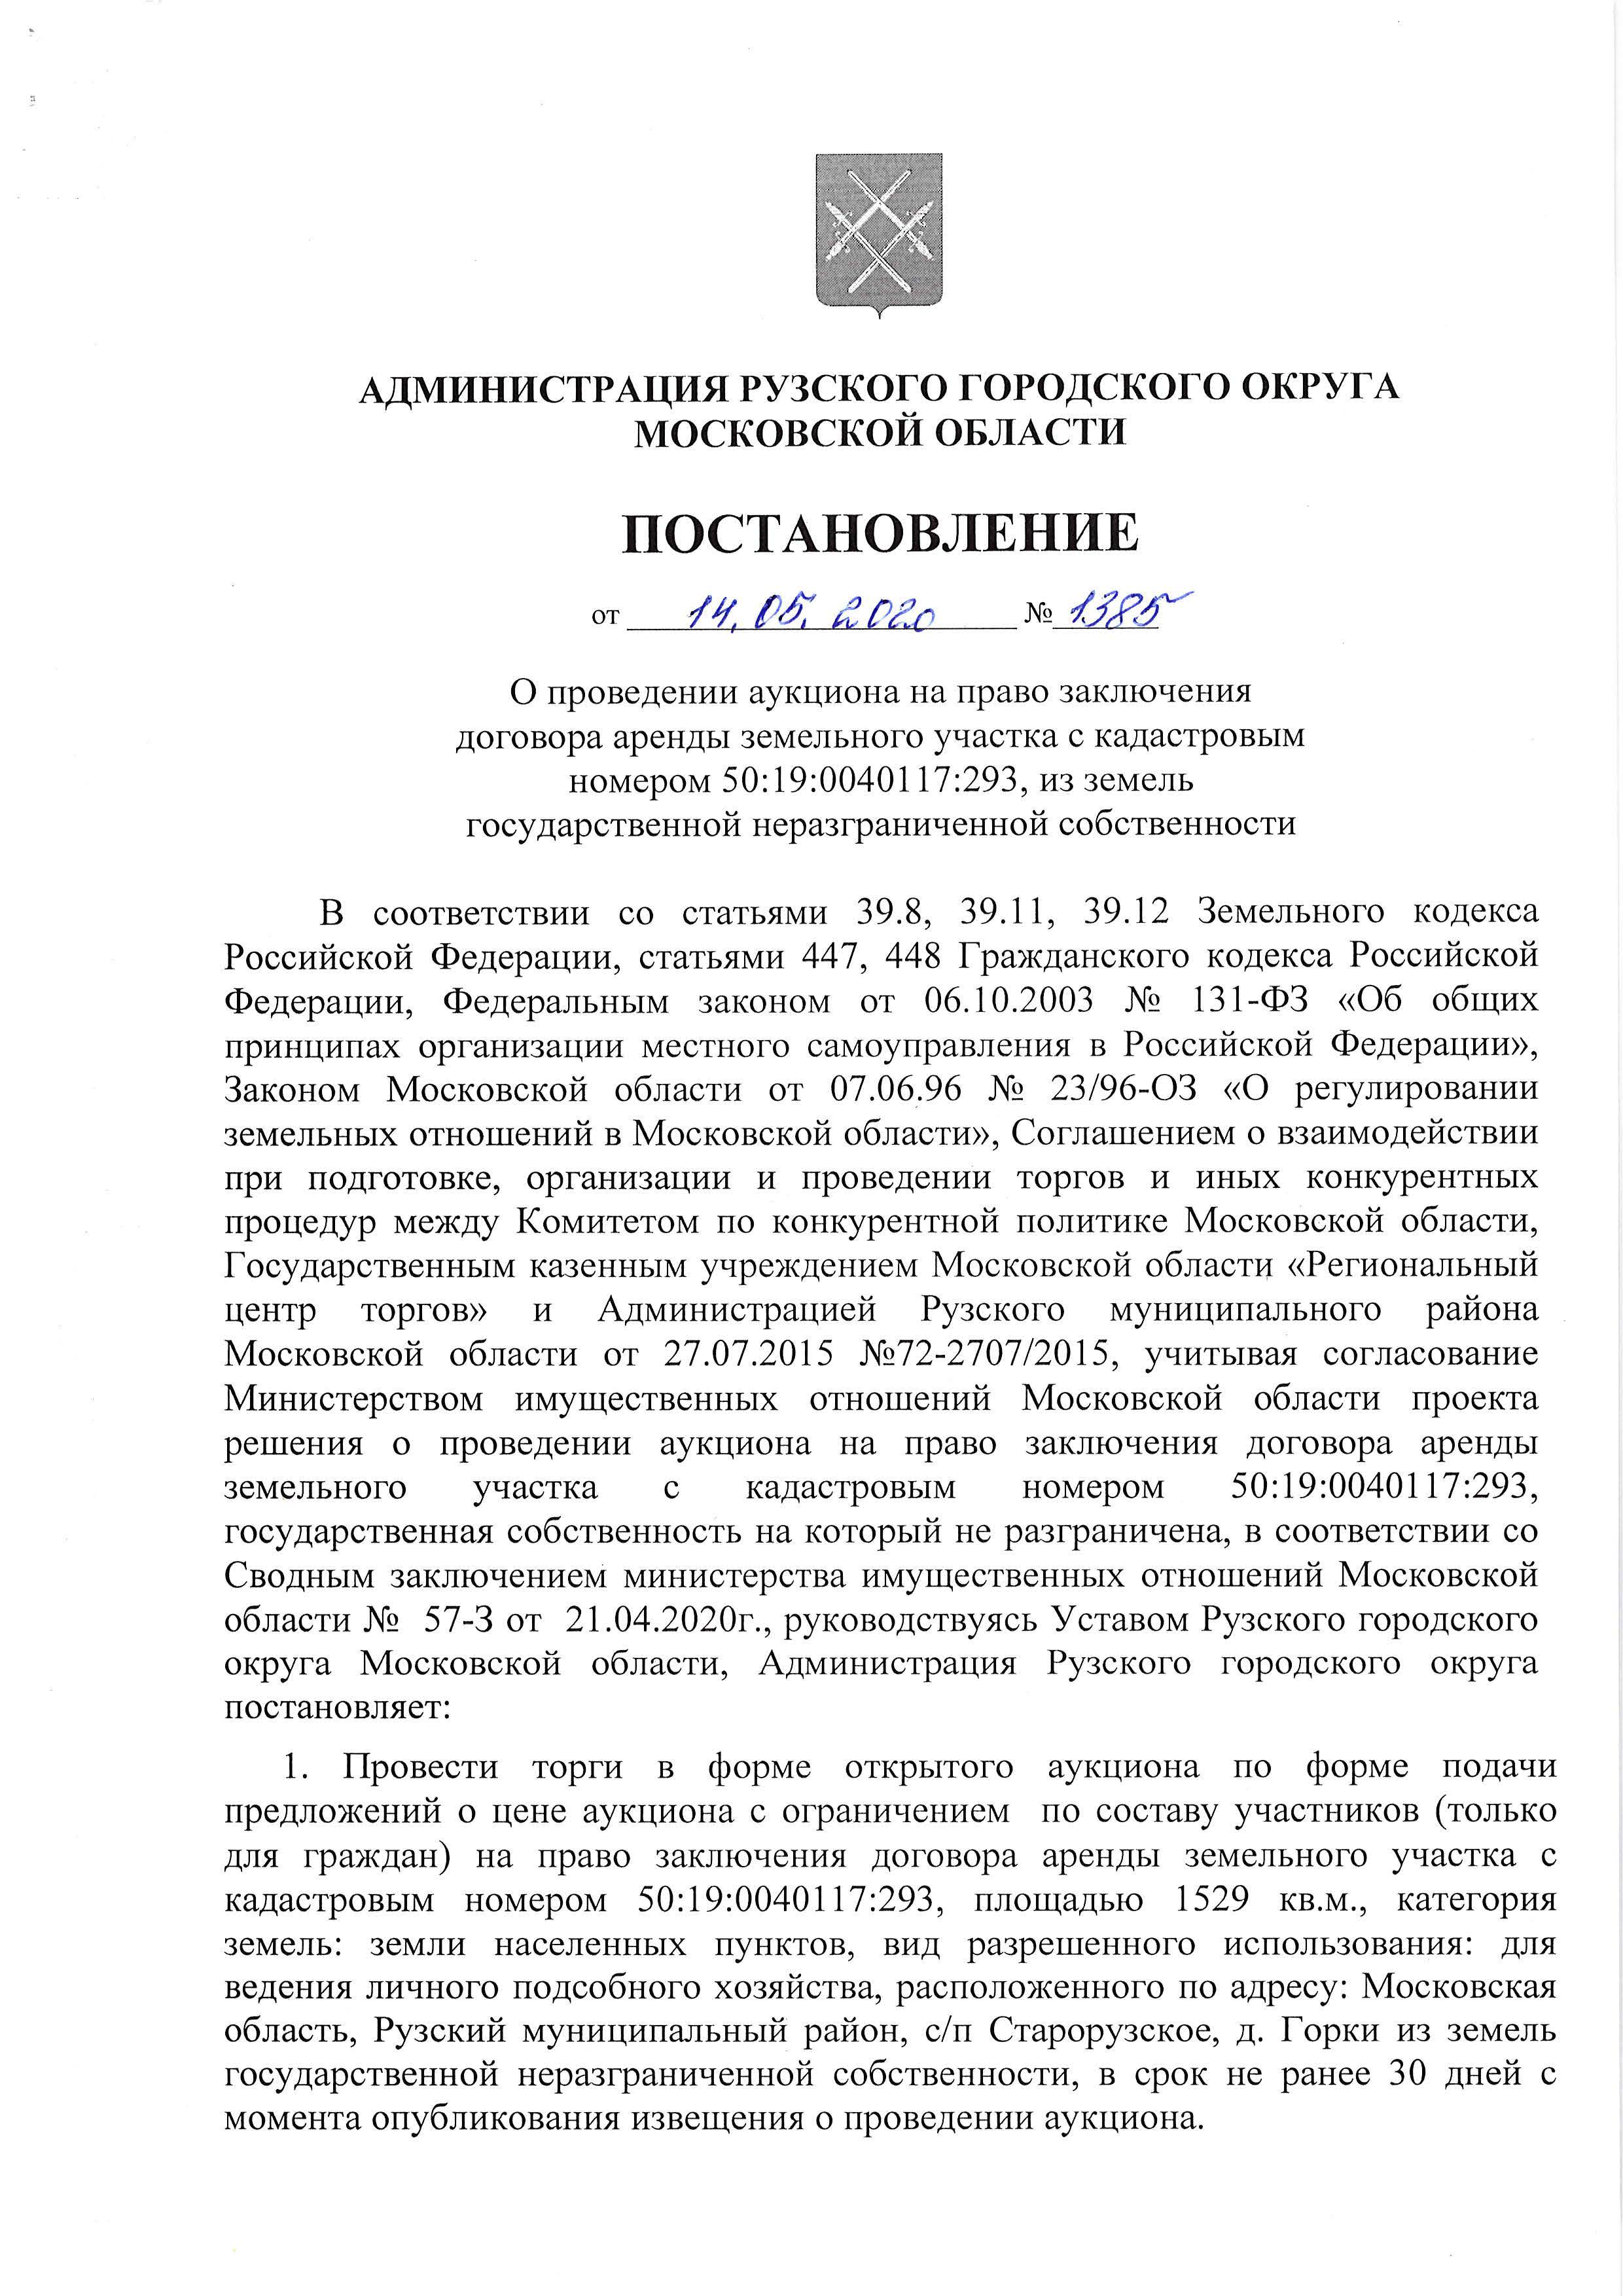 АДМИНИСТРАЦИЯ РУЗСКОГО ГОРОДСКОГО ОКРУГА
МОСКОВСКОЙ ОБЛАСТИ
ПОСТАНОВЛЕНИЕ
от 14.05.2020 № 1385
О проведении аукциона на право заключения
договора аренды земельного участка с кадастровым
номером 50:19:0040117:293, из земель
государственной неразграниченной собственности
В соответствии со статьями 39.8, 39.11, 39.12 Земельного кодекса
Российской Федерации, статьями 447, 448 Гражданского кодекса Российской
Федерации, Федеральным законом от 06.10.2003 № 131-ФЗ «Об общих
принципах организации местного самоуправления в Российской Федерации»,
Законом Московской области от 07.06.96 № 23/96-ОЗ «О регулировании
земельных отношений в Московской области», Соглашением о взаимодействии
при подготовке, организации и проведении торгов и иных конкурентных
процедур между Комитетом по конкурентной политике Московской области,
Государственным казенным учреждением Московской области «Региональный
центр торгов» и Администрацией Рузского муниципального района
Московской области от 27.07.2015 №72-2707/2015, учитывая согласование
Министерством имущественных отношений Московской области проекта
решения о проведении аукциона на право заключения договора аренды
земельного участка с кадастровым номером 50:19:0040117:293,
государственная собственность на который не разграничена, в соответствии со
Сводным заключением министерства имущественных отношений Московской
области № 57-З от 21.04.2020г., руководствуясь Уставом Рузского городского
округа Московской области, Администрация Рузского городского округа
постановляет:
1. Провести торги в форме открытого аукциона по форме подачи
предложений о цене аукциона с ограничением по составу участников (только
для граждан) на право заключения договора аренды земельного участка с
кадастровым номером 50:19:0040117:293, площадью 1529 кв.м., категория
земель: земли населенных пунктов, вид разрешенного использования: для
ведения личного подсобного хозяйства, расположенного по адресу: Московская
область, Рузский муниципальный район, с/п Старорузское, д. Горки из земель
государственной неразграниченной собственности, в срок не ранее 30 дней с
момента опубликования извещения о проведении аукциона.